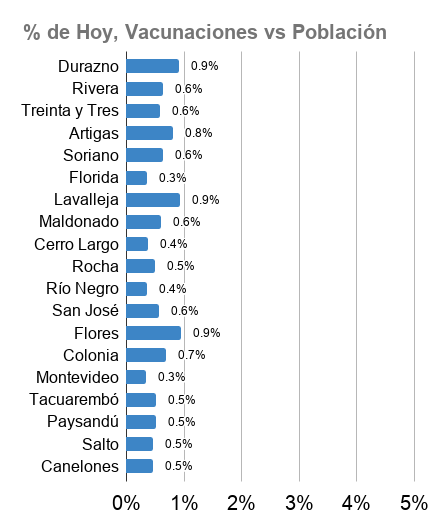 % de Hoy, Vacunaciones vs Población
Durazno 0.9%
Rivera 0.6%
Treinta y Tres 0.6%
Artigas 0.8%
Soriano 0.6%
Florida 0.3%
Lavalleja 0.9%
Maldonado 0.6%
Cerro Largo 0.4%
Rocha 0.5%
Río Negro 0.4%
San José 0.6%
Flores 0.9%
Colonia 0.7%
Montevideo 0.3%
Tacuarembó 0.5%
Paysandú 0.5%
Salto 0.5%
Canelones 0.5%
0% 1% 2% 3% 4% 5%